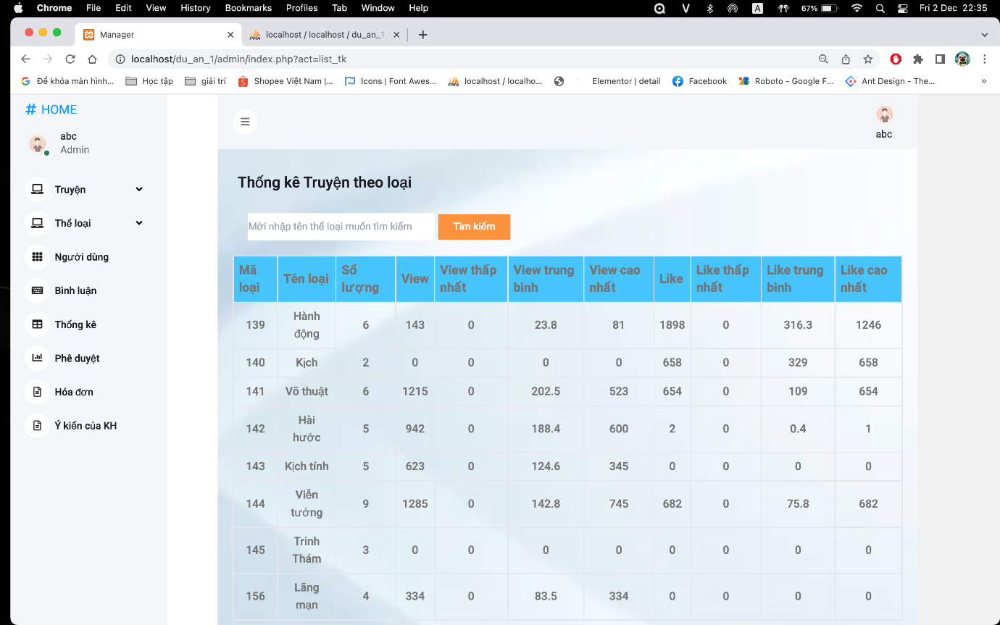 Chrome File Edit View History Bookmarks Profiles Tab Window Help A 67% Fri 2 Dec 22:35
Manager
PMA localhost / localhost / du_an_1
localhost/du_an_1/admin/index.php?act=list_tk
Để khóa màn hình... Học tập giải trí Shopee Việt Nam |... Icons | Font Awes... PMA localhost / localho... Elementor | detail Facebook Roboto - Google F... Ant Design - The... »
# HOME
abc
Admin
Truyện
Thể loại
Người dùng
Bình luận
Thống kê
Phê duyệt
Hóa đơn
Ý kiến của KH
abc
Thống kê Truyện theo loại
Mời nhập tên thể loại muốn tìm kiếm Tìm kiếm
Mã loại Tên loại Số lượng View View thấp nhất View trung bình View cao nhất Like Like thấp nhất Like trung bình Like cao nhất
139 Hành động 6 143 0 23.8 81 1898 0 316.3 1246
140 Kịch 2 0 0 0 0 658 0 329 658
141 Võ thuật 6 1215 0 202.5 523 654 0 109 654
142 Hài hước 5 942 0 188.4 600 2 0 0.4 1
143 Kịch tính 5 623 0 124.6 345 0 0 0 0
144 Viễn tưởng 9 1285 0 142.8 745 682 0 75.8 682
145 Trinh Thám 3 0 0 0 0 0 0 0 0
156 Lãng mạn 4 334 0 83.5 334 0 0 0 0